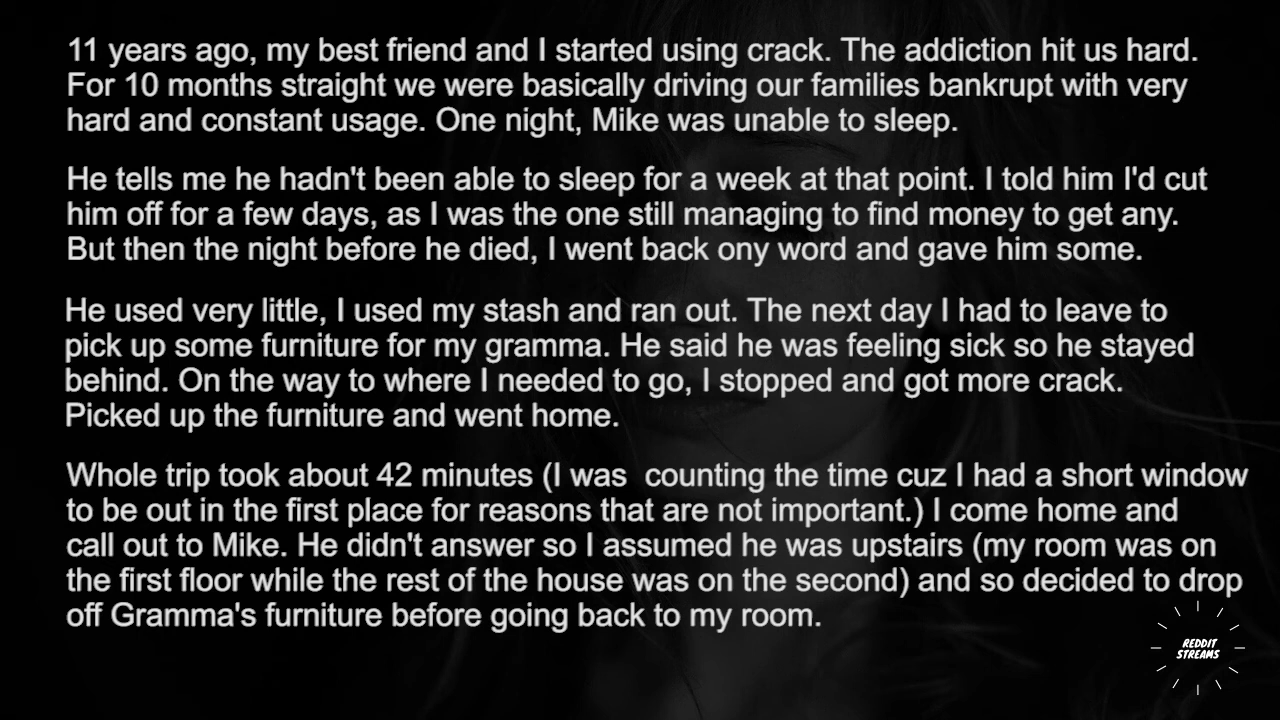 11 years ago, my best friend and I started using crack. The addiction hit us hard.
For 10 months straight we were basically driving our families bankrupt with very
hard and constant usage. One night, Mike was unable to sleep.
He tells me he hadn't been able to sleep for a week at that point. I told him I'd cut
him off for a few days, as I was the one still managing to find money to get any.
But then the night before he died, I went back ony word and gave him some.
He used very little, I used my stash and ran out. The next day I had to leave to
pick up some furniture for my gramma. He said he was feeling sick so he stayed
behind. On the way to where I needed to go, I stopped and got more crack.
Picked up the furniture and went home.
Whole trip took about 42 minutes (I was  counting the time cuz I had a short window
to be out in the first place for reasons that are not important.) I come home and
call out to Mike. He didn't answer so I assumed he was upstairs (my room was on
the first floor while the rest of the house was on the second) and so decided to drop
off Gramma's furniture before going back to my room.
REDDIT
STREAMS